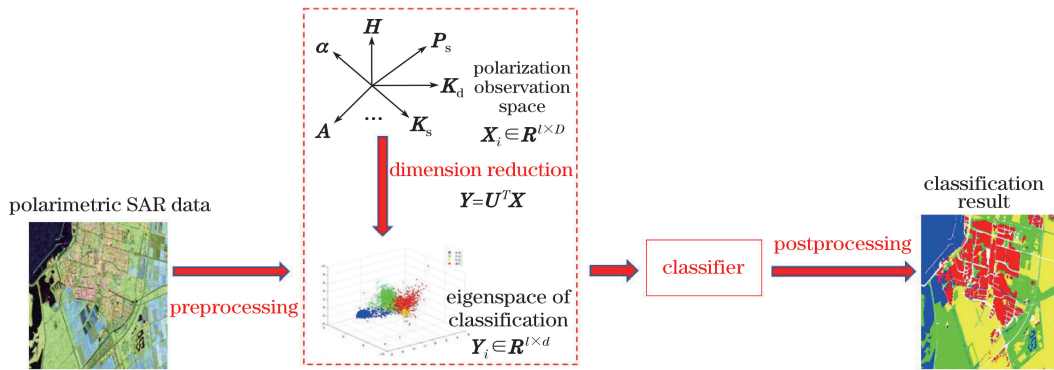 polarimetric SAR data
preprocessing
H
α
P_s
K_d
A
...
K_s
polarization
observation
space
X_i ∈ R^{l×D}
dimension reduction
Y=U^T X
eigenspace of
classification
Y_i ∈ R^{l×d}
classifier
postprocessing
classification
result